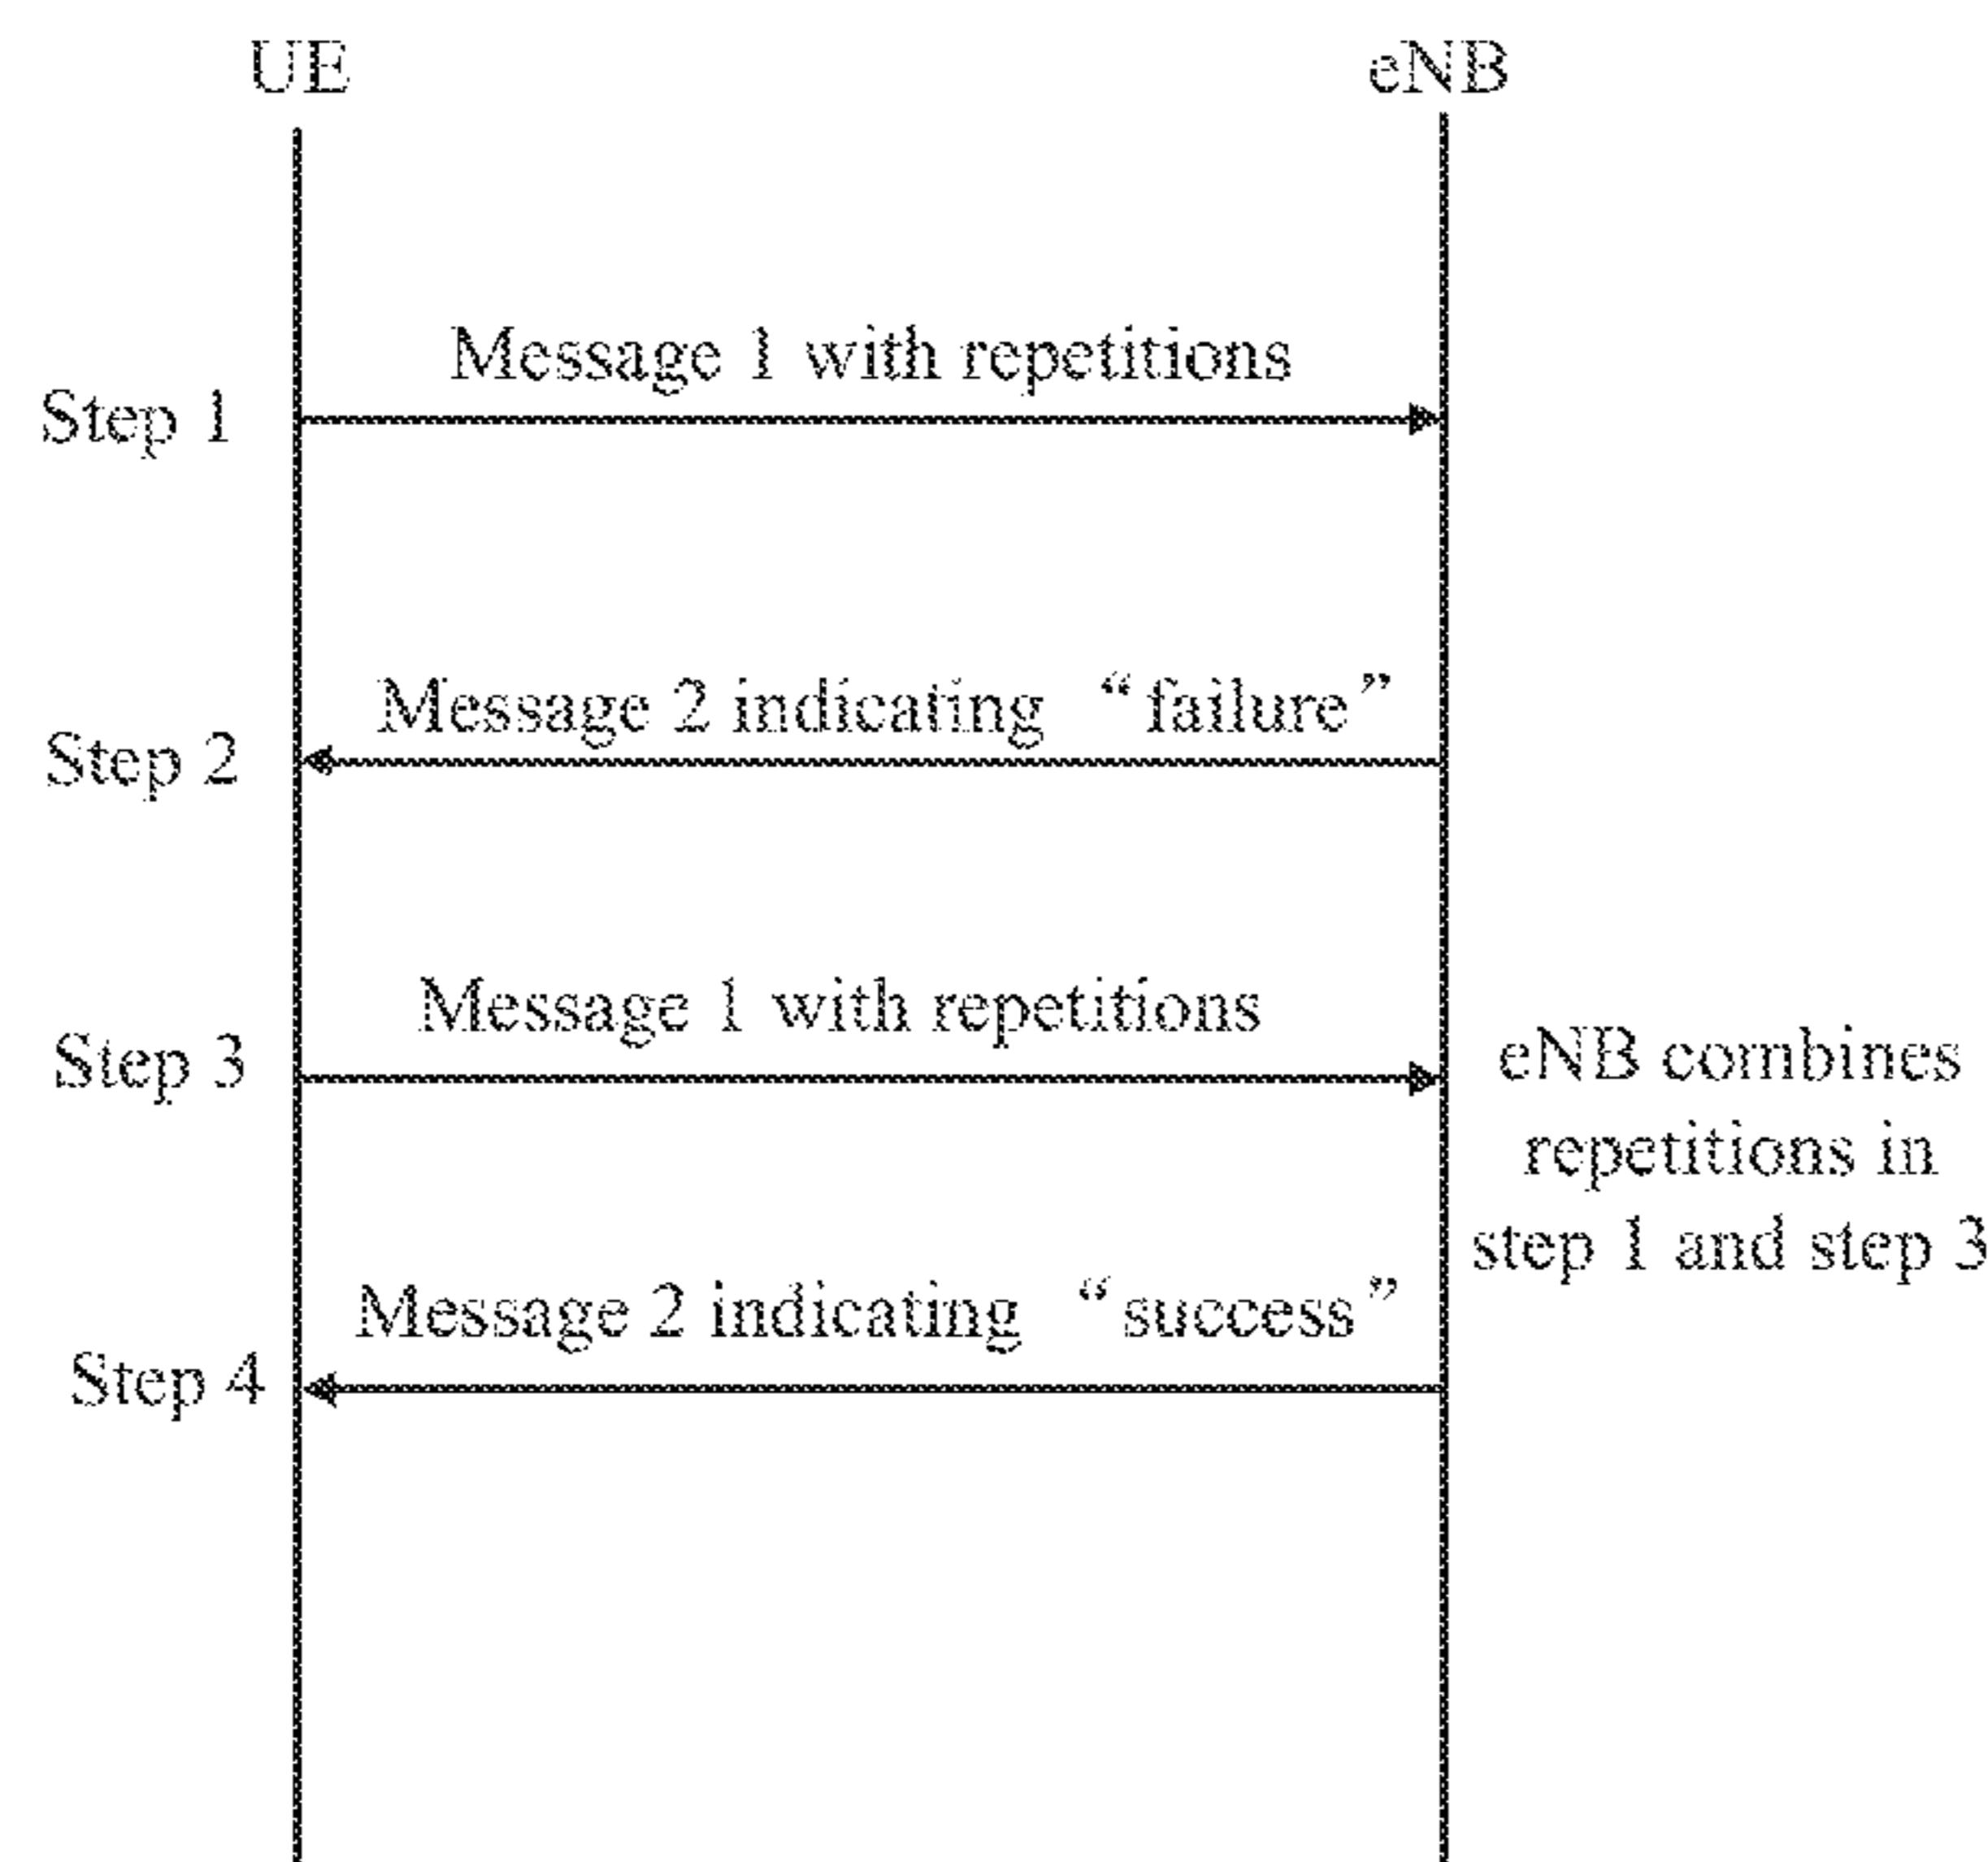 UE
eNB
Message 1 with repetitions
Step 1
Message 2 indicating “failure”
Step 2
Message 1 with repetitions
Step 3
eNB combines
repetitions in
step 1 and step 3
Message 2 indicating “success”
Step 4